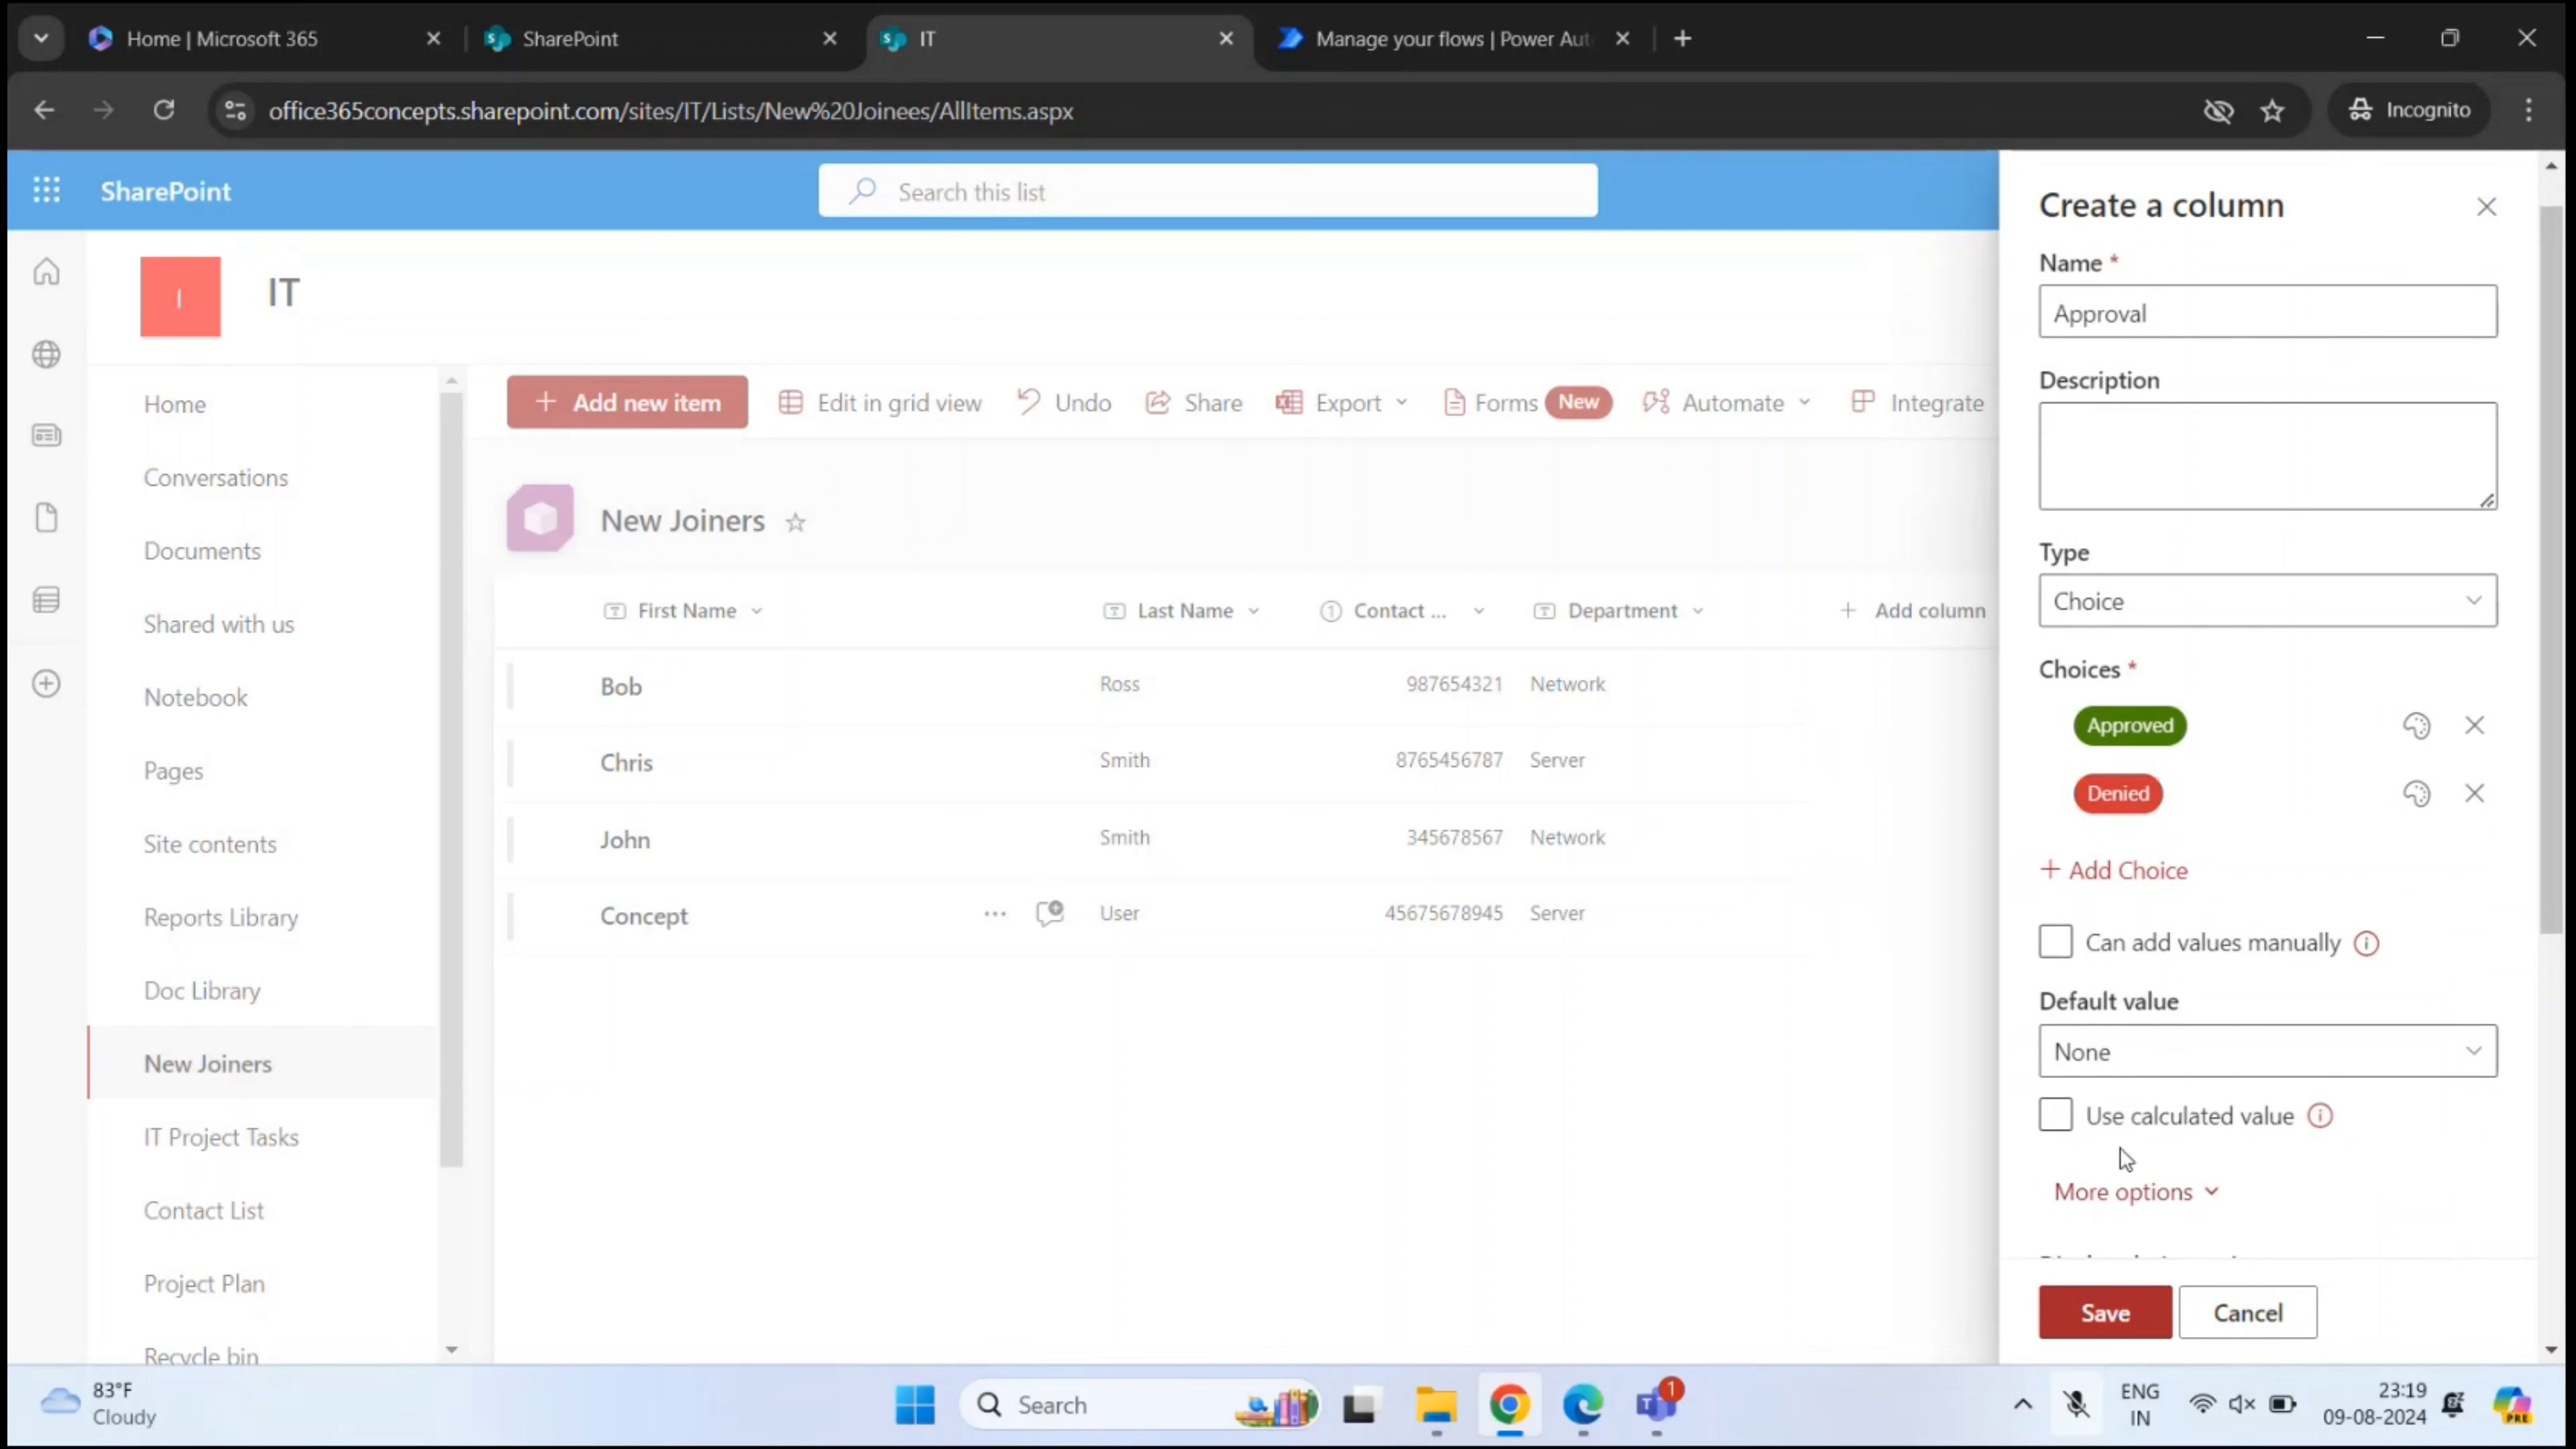 Home | Microsoft 365
SharePoint
IT
Manage your flows | Power Aut
office365concepts.sharepoint.com/sites/IT/Lists/New%20Joinees/AllItems.aspx
Incognito
SharePoint
Search this list
I
IT
Home
Conversations
Documents
Shared with us
Notebook
Pages
Site contents
Reports Library
Doc Library
New Joiners
IT Project Tasks
Contact List
Project Plan
Recycle bin
+ Add new item
Edit in grid view
Undo
Share
Export
Forms New
Automate
Integrate
New Joiners
First Name Last Name Contact ... Department + Add column
Bob Ross 987654321 Network
Chris Smith 8765456787 Server
John Smith 345678567 Network
Concept ... User 45675678945 Server
Create a column
Name *
Approval
Description
Type
Choice
Choices *
Approved
Denied
+ Add Choice
Can add values manually
Default value
None
Use calculated value
More options
Save Cancel
83°F
Cloudy
Search
1
ENG
IN
23:19
09-08-2024
PRE